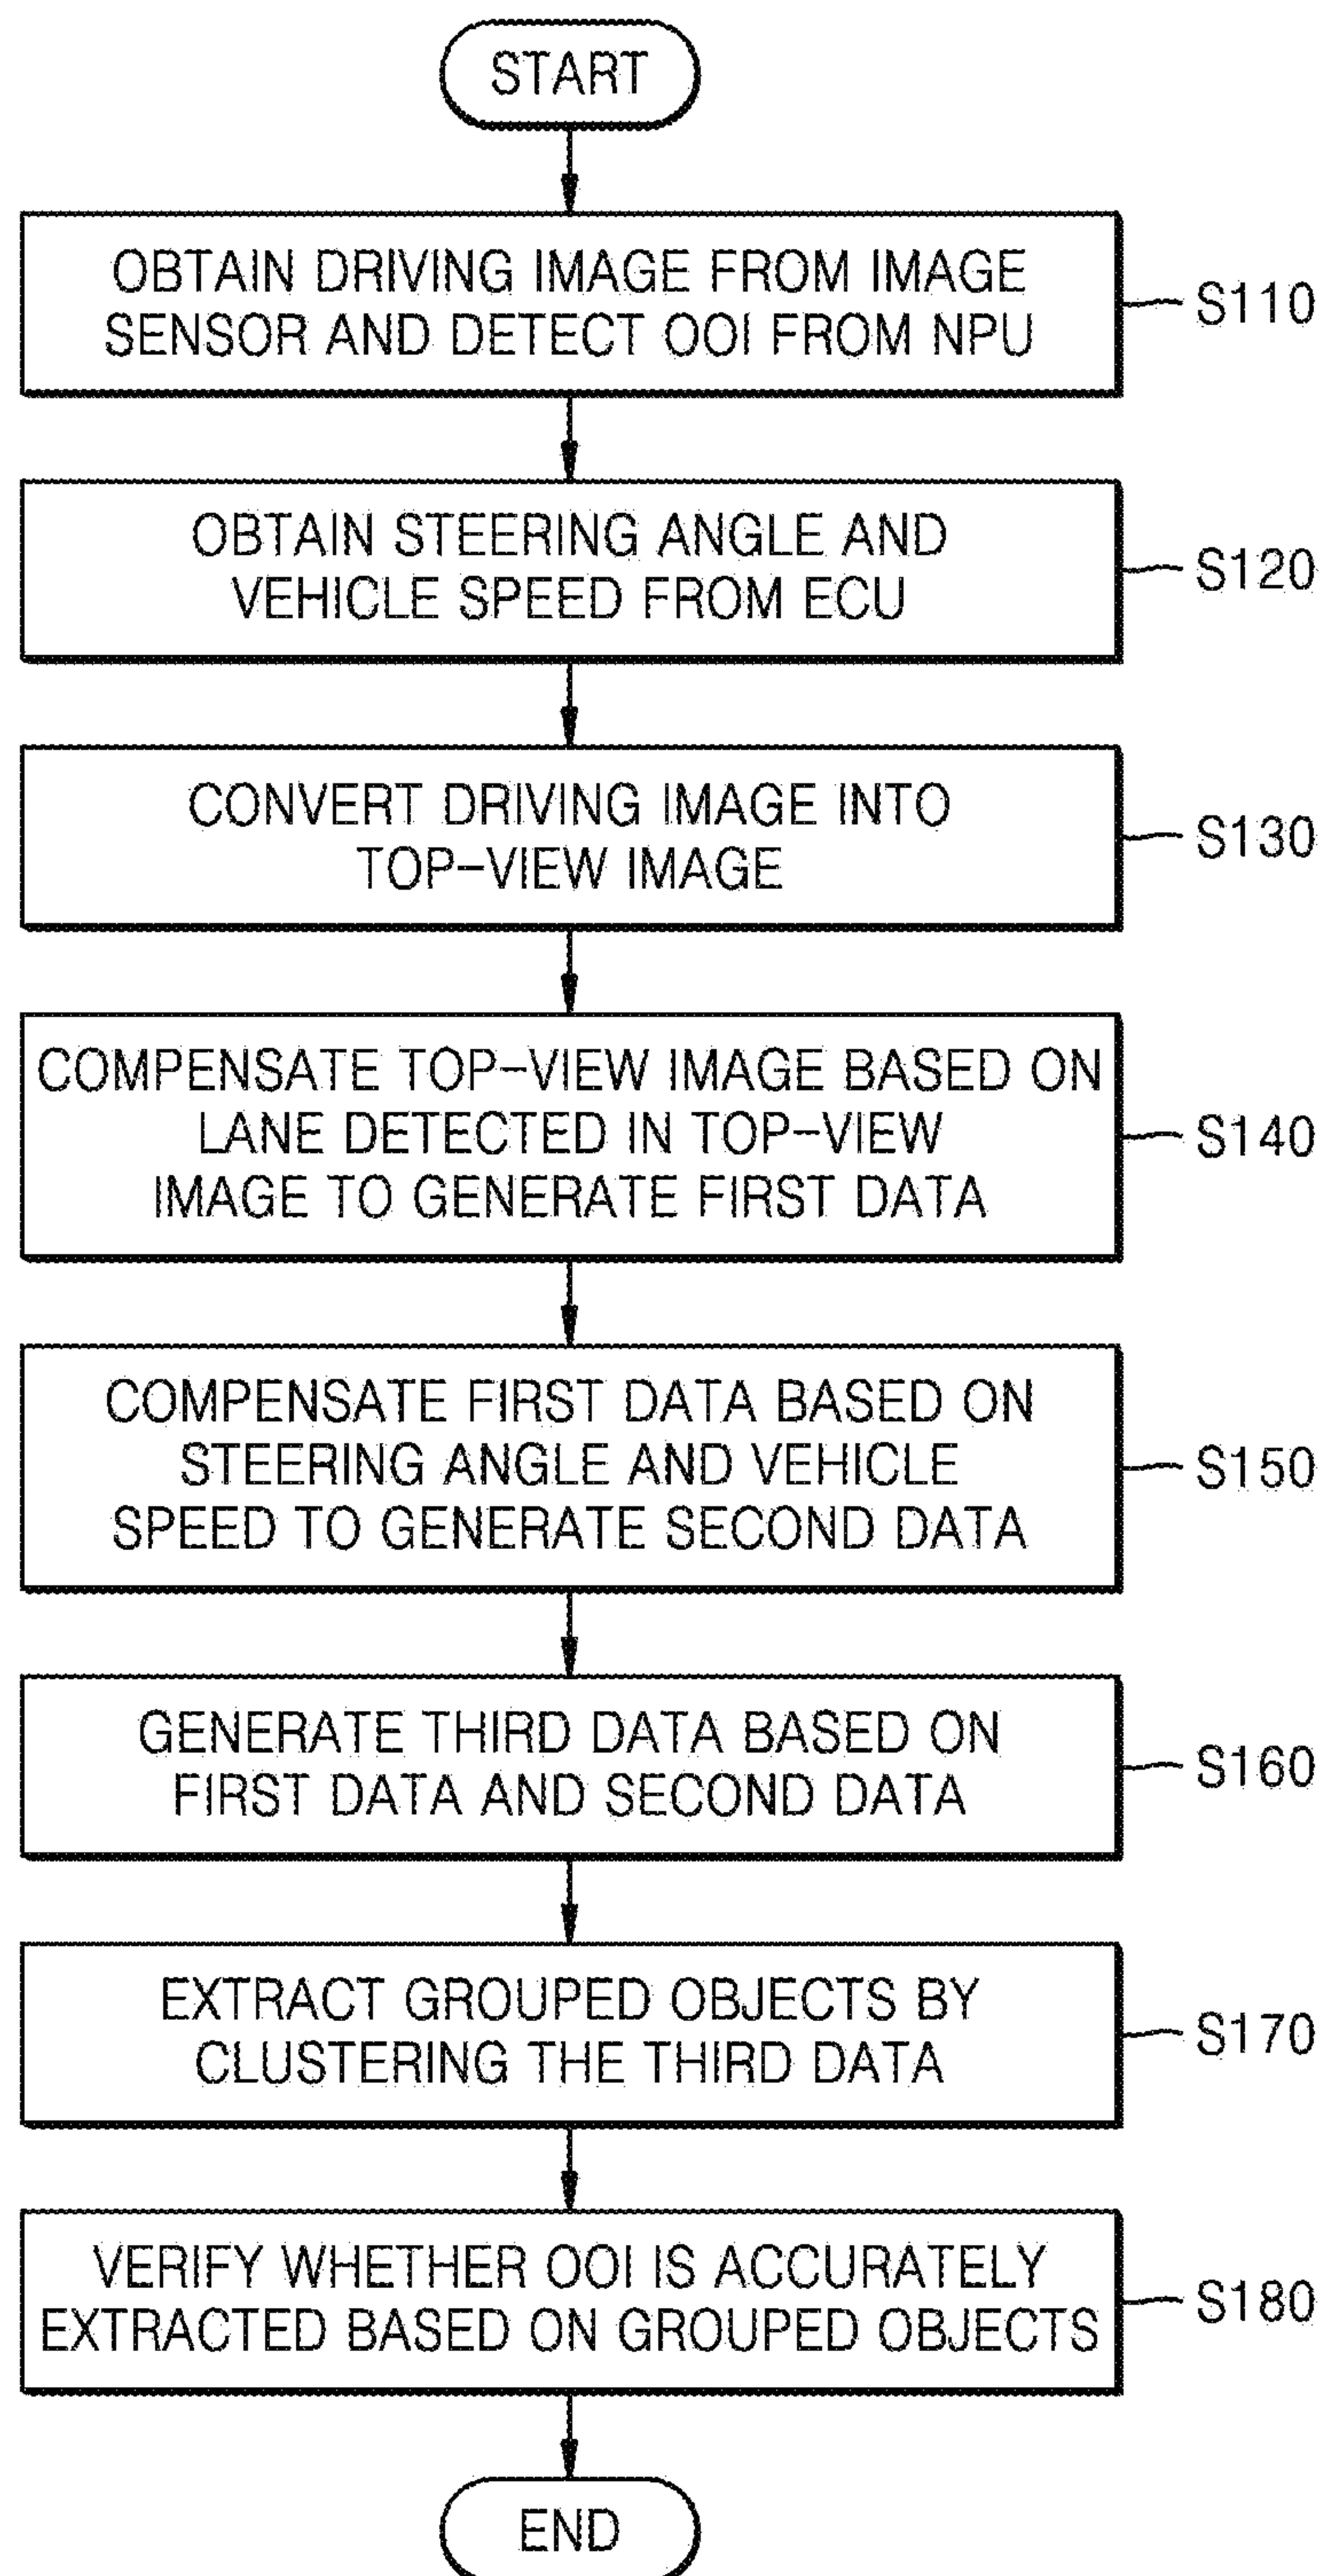 START
OBTAIN DRIVING IMAGE FROM IMAGE
SENSOR AND DETECT OOI FROM NPU
S110
OBTAIN STEERING ANGLE AND
VEHICLE SPEED FROM ECU
S120
CONVERT DRIVING IMAGE INTO
TOP-VIEW IMAGE
S130
COMPENSATE TOP-VIEW IMAGE BASED ON
LANE DETECTED IN TOP-VIEW
IMAGE TO GENERATE FIRST DATA
S140
COMPENSATE FIRST DATA BASED ON
STEERING ANGLE AND VEHICLE
SPEED TO GENERATE SECOND DATA
S150
GENERATE THIRD DATA BASED ON
FIRST DATA AND SECOND DATA
S160
EXTRACT GROUPED OBJECTS BY
CLUSTERING THE THIRD DATA
S170
VERIFY WHETHER OOI IS ACCURATELY
EXTRACTED BASED ON GROUPED OBJECTS
S180
END